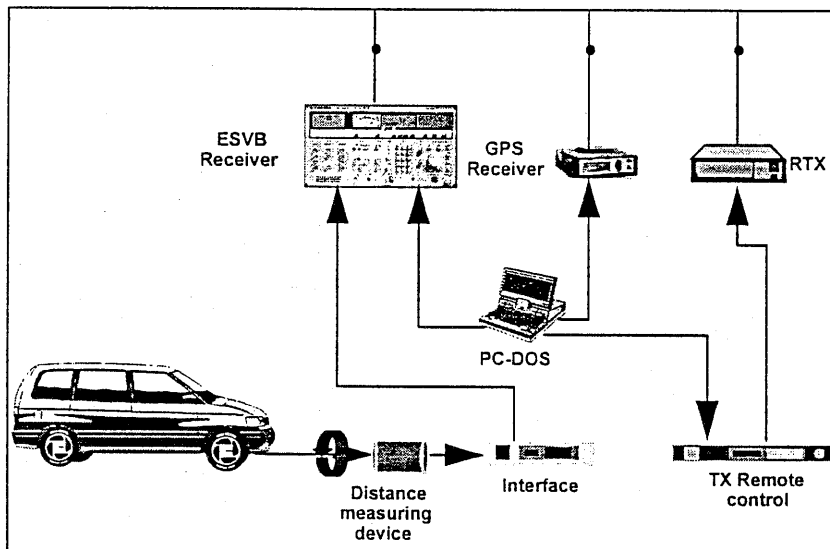 ESVB
Receiver
GPS
Receiver
RTX
PC-DOS
Distance
measuring
device
Interface
TX Remote
control